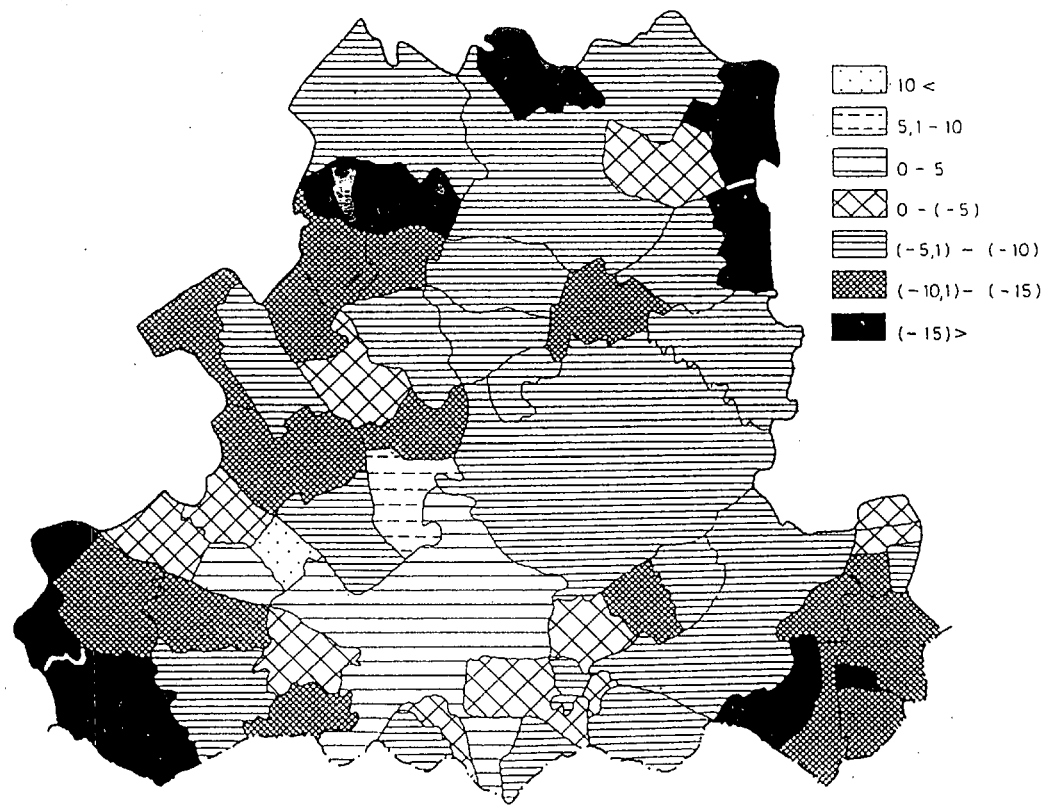 10 <
5,1 - 10
0 - 5
0 - (-5)
(-5,1) - (-10)
(-10,1) - (-15)
(-15) >